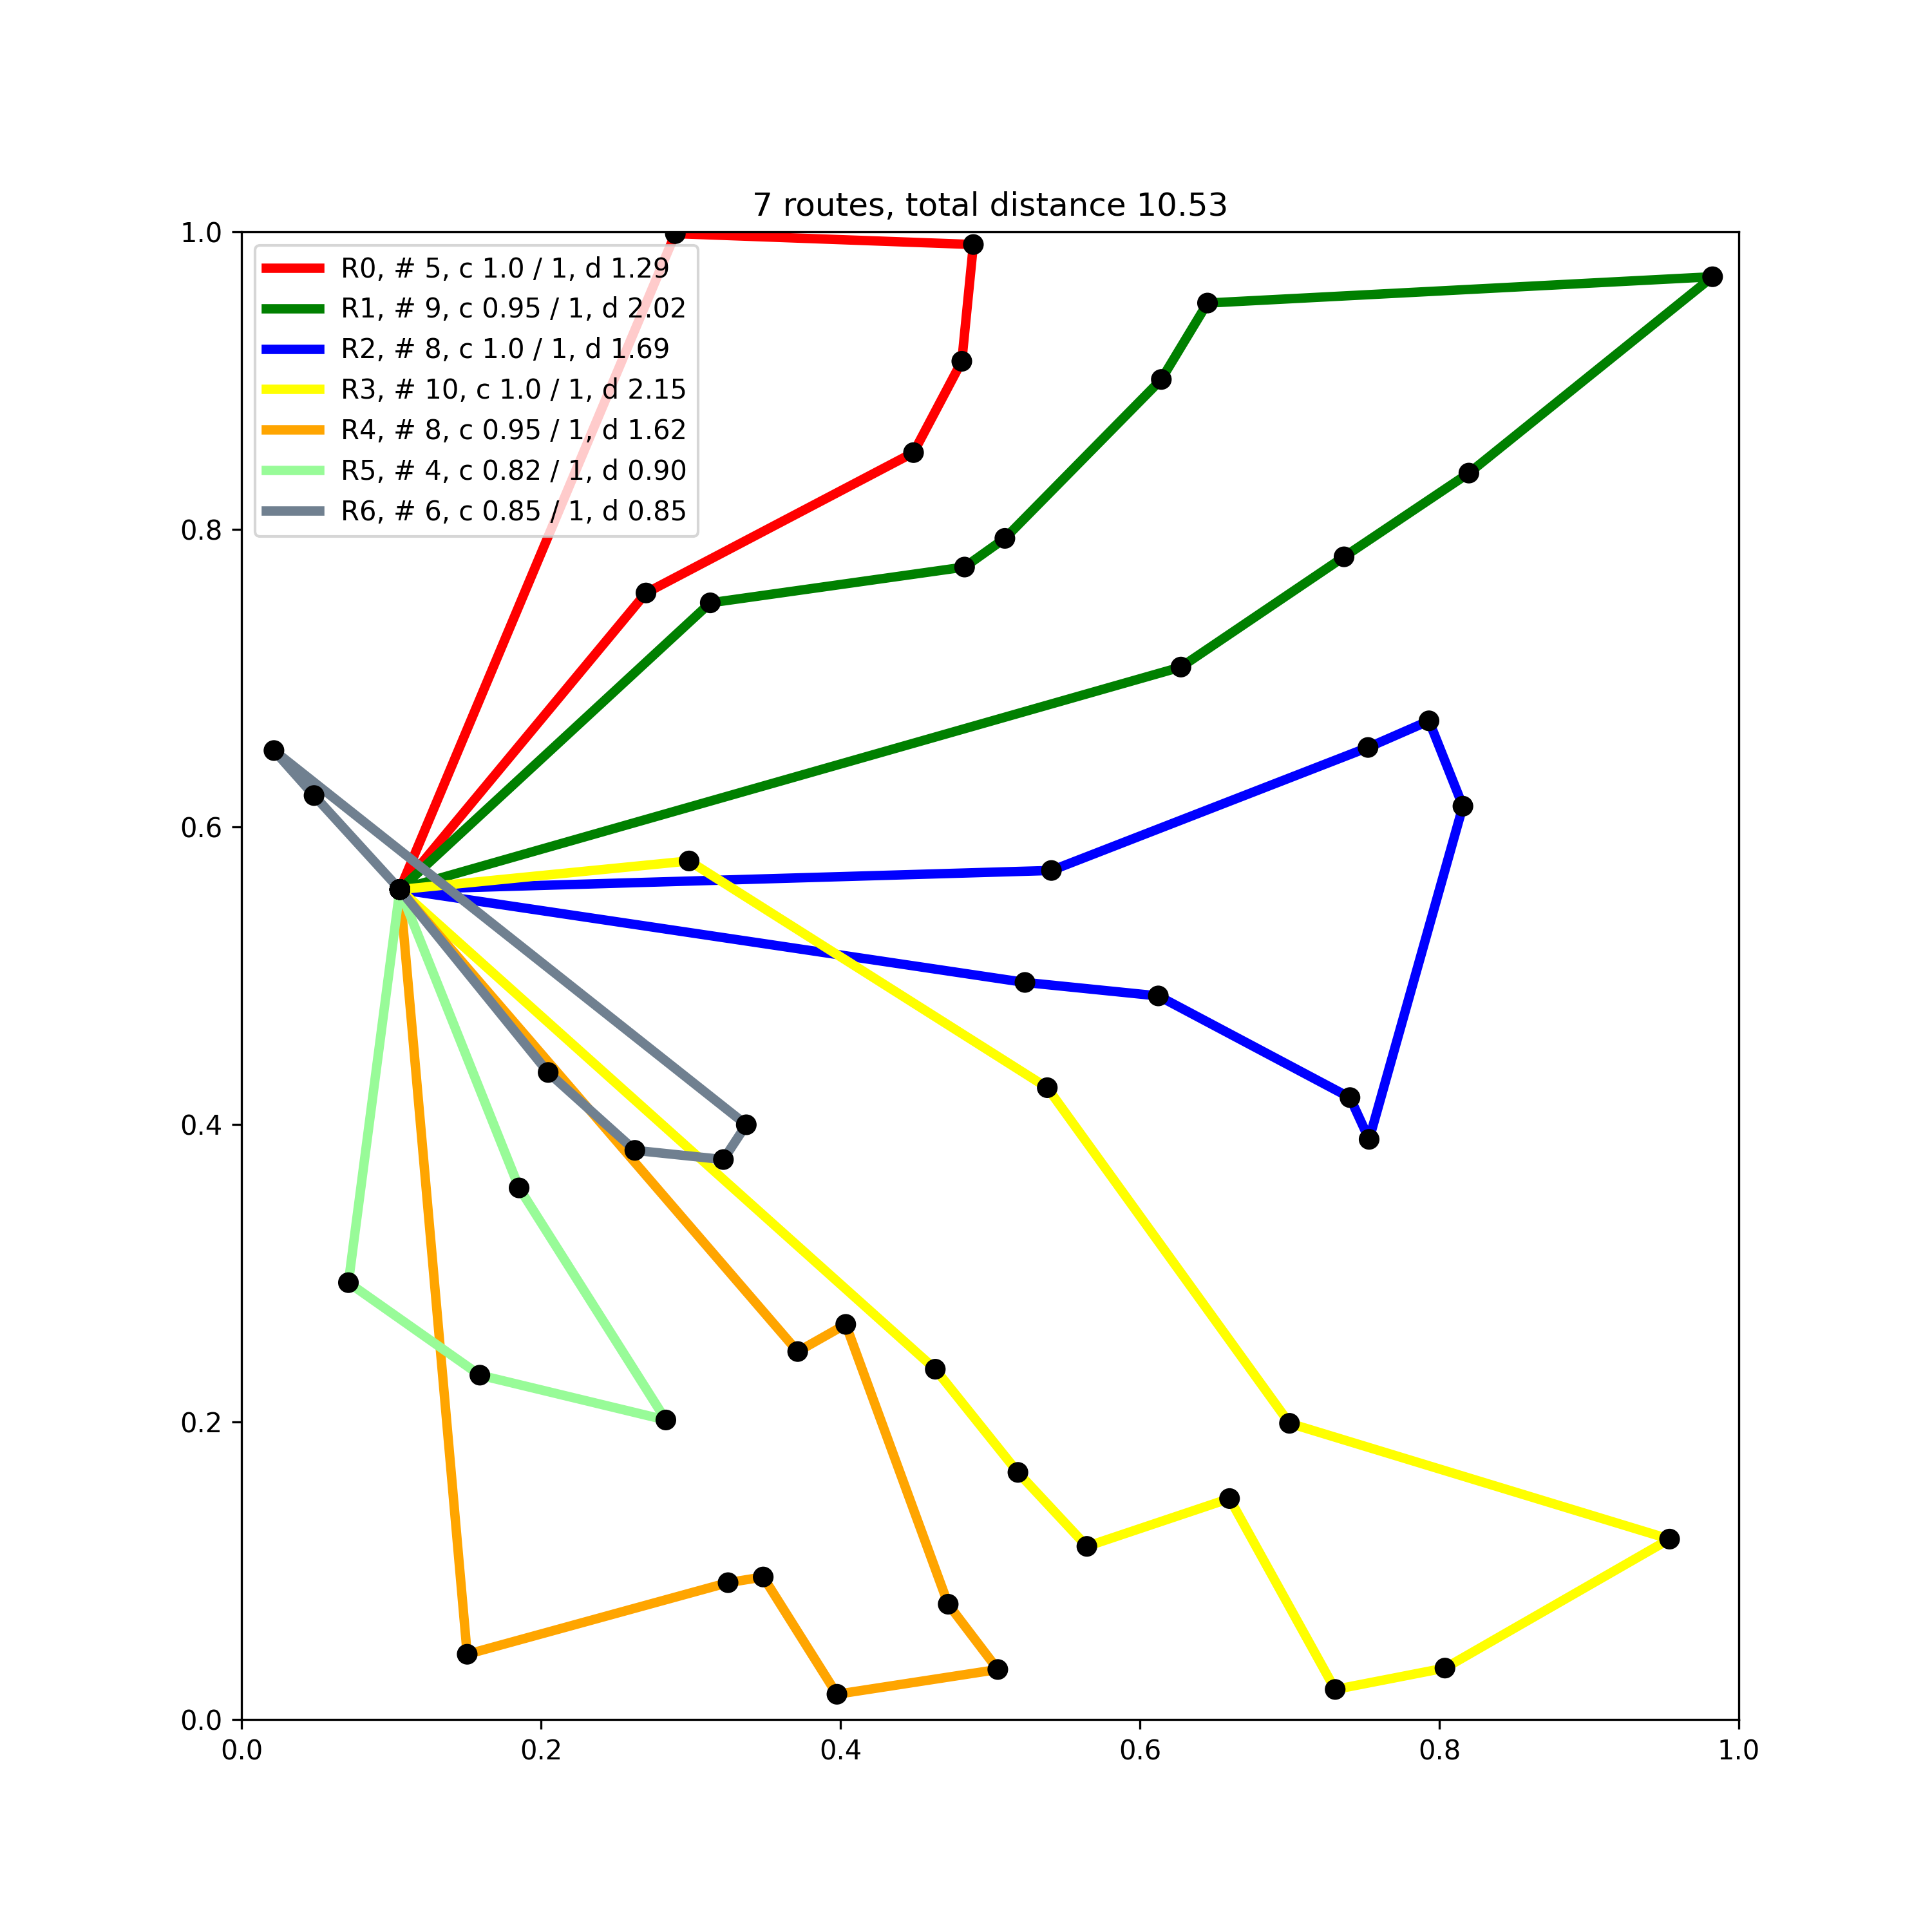 7 routes, total distance 10.53
1.0
R0, # 5, c 1.0 / 1, d 1.29
R1, # 9, c 0.95 / 1, d 2.02
R2, # 8, c 1.0 / 1, d 1.69
R3, # 10, c 1.0 / 1, d 2.15
R4, # 8, c 0.95 / 1, d 1.62
R5, # 4, c 0.82 / 1, d 0.90
R6, # 6, c 0.85 / 1, d 0.85
0.8
0.6
0.4
0.2
0.0
0.0 0.2 0.4 0.6 0.8 1.0